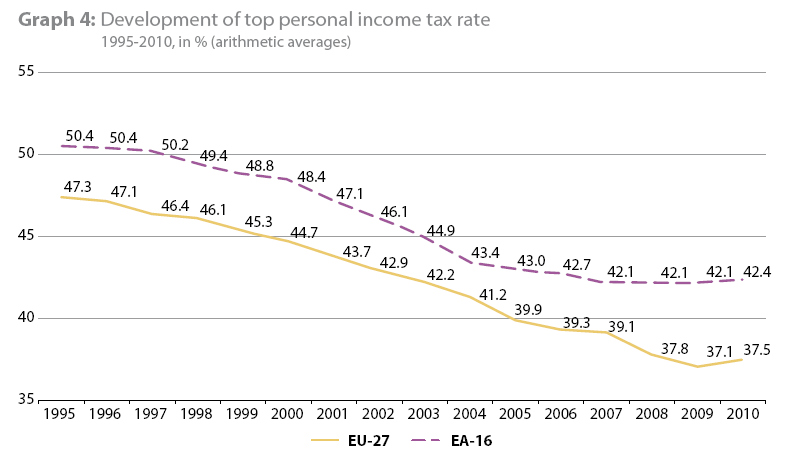 Graph 4: Development of top personal income tax rate
1995-2010, in % (arithmetic averages)
55
50
45
40
35
50.4 50.4 50.2 49.4 48.8 48.4 47.1 46.1 44.9 43.4 43.0 42.7 42.1 42.1 42.1 42.4
47.3 47.1 46.4 46.1 45.3 44.7 43.7 42.9 42.2 41.2 39.9 39.3 39.1 37.8 37.1 37.5
1995 1996 1997 1998 1999 2000 2001 2002 2003 2004 2005 2006 2007 2008 2009 2010
EU-27 EA-16